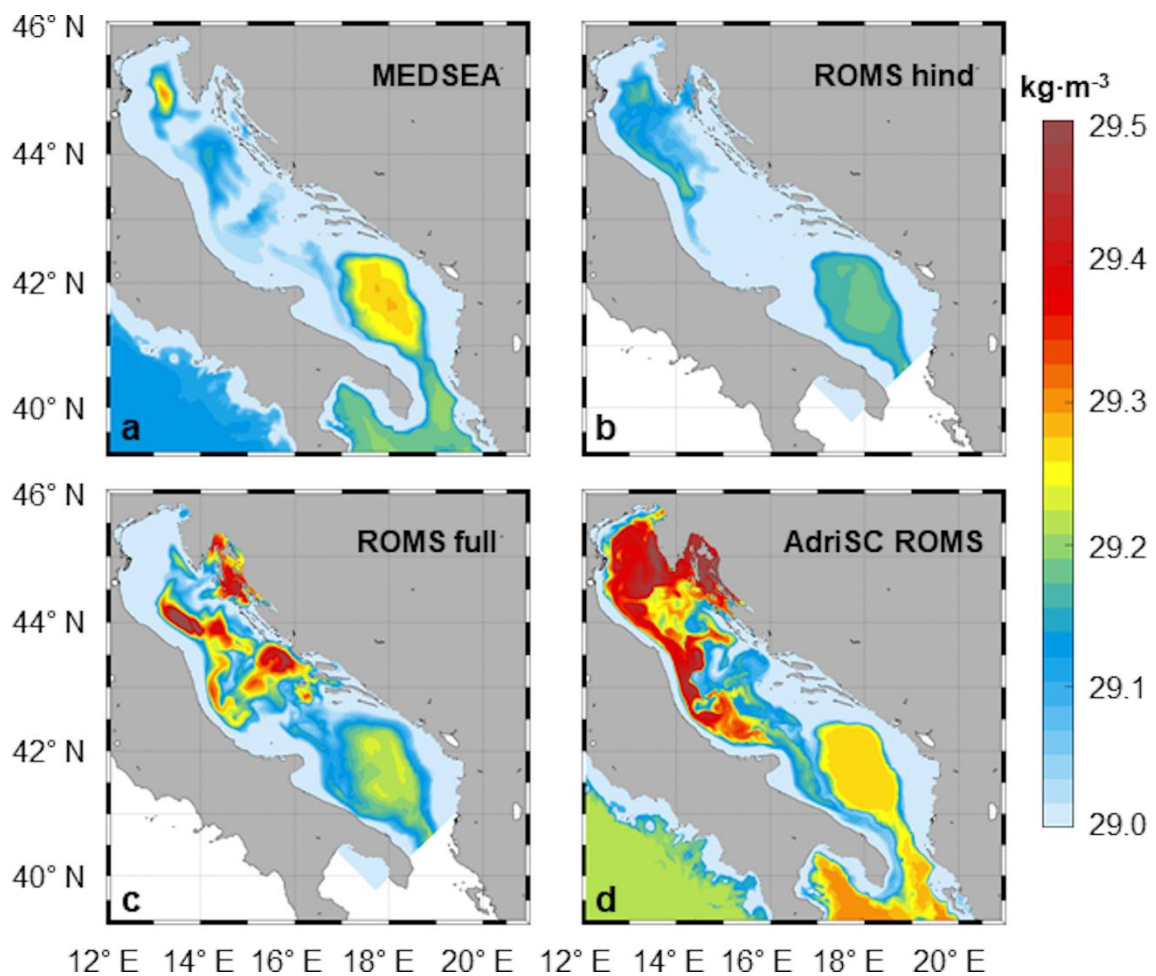 46° N
44° N
42° N
40° N
MEDSEA
a
ROMS hind
b
kg·m⁻³
29.5
29.4
29.3
29.2
29.1
29.0
46° N
44° N
42° N
40° N
ROMS full
c
AdriSC ROMS
d
12° E 14° E 16° E 18° E 20° E
12° E 14° E 16° E 18° E 20° E